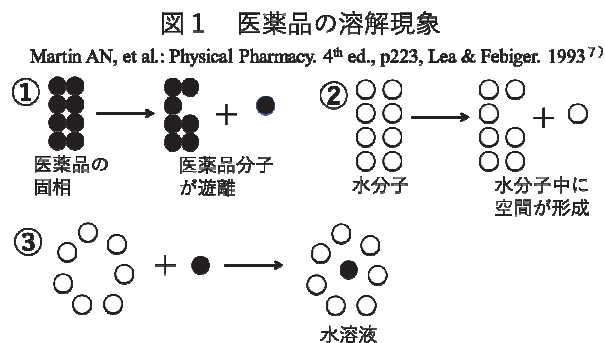 図1 医薬品の溶解現象
Martin AN, et al.: Physical Pharmacy. 4th ed., p223, Lea & Febiger. 1993 7)
①
+
②
+
医薬品の
固相
医薬品分子
が遊離
水分子
水分子中に
空間が形成
③
+
水溶液